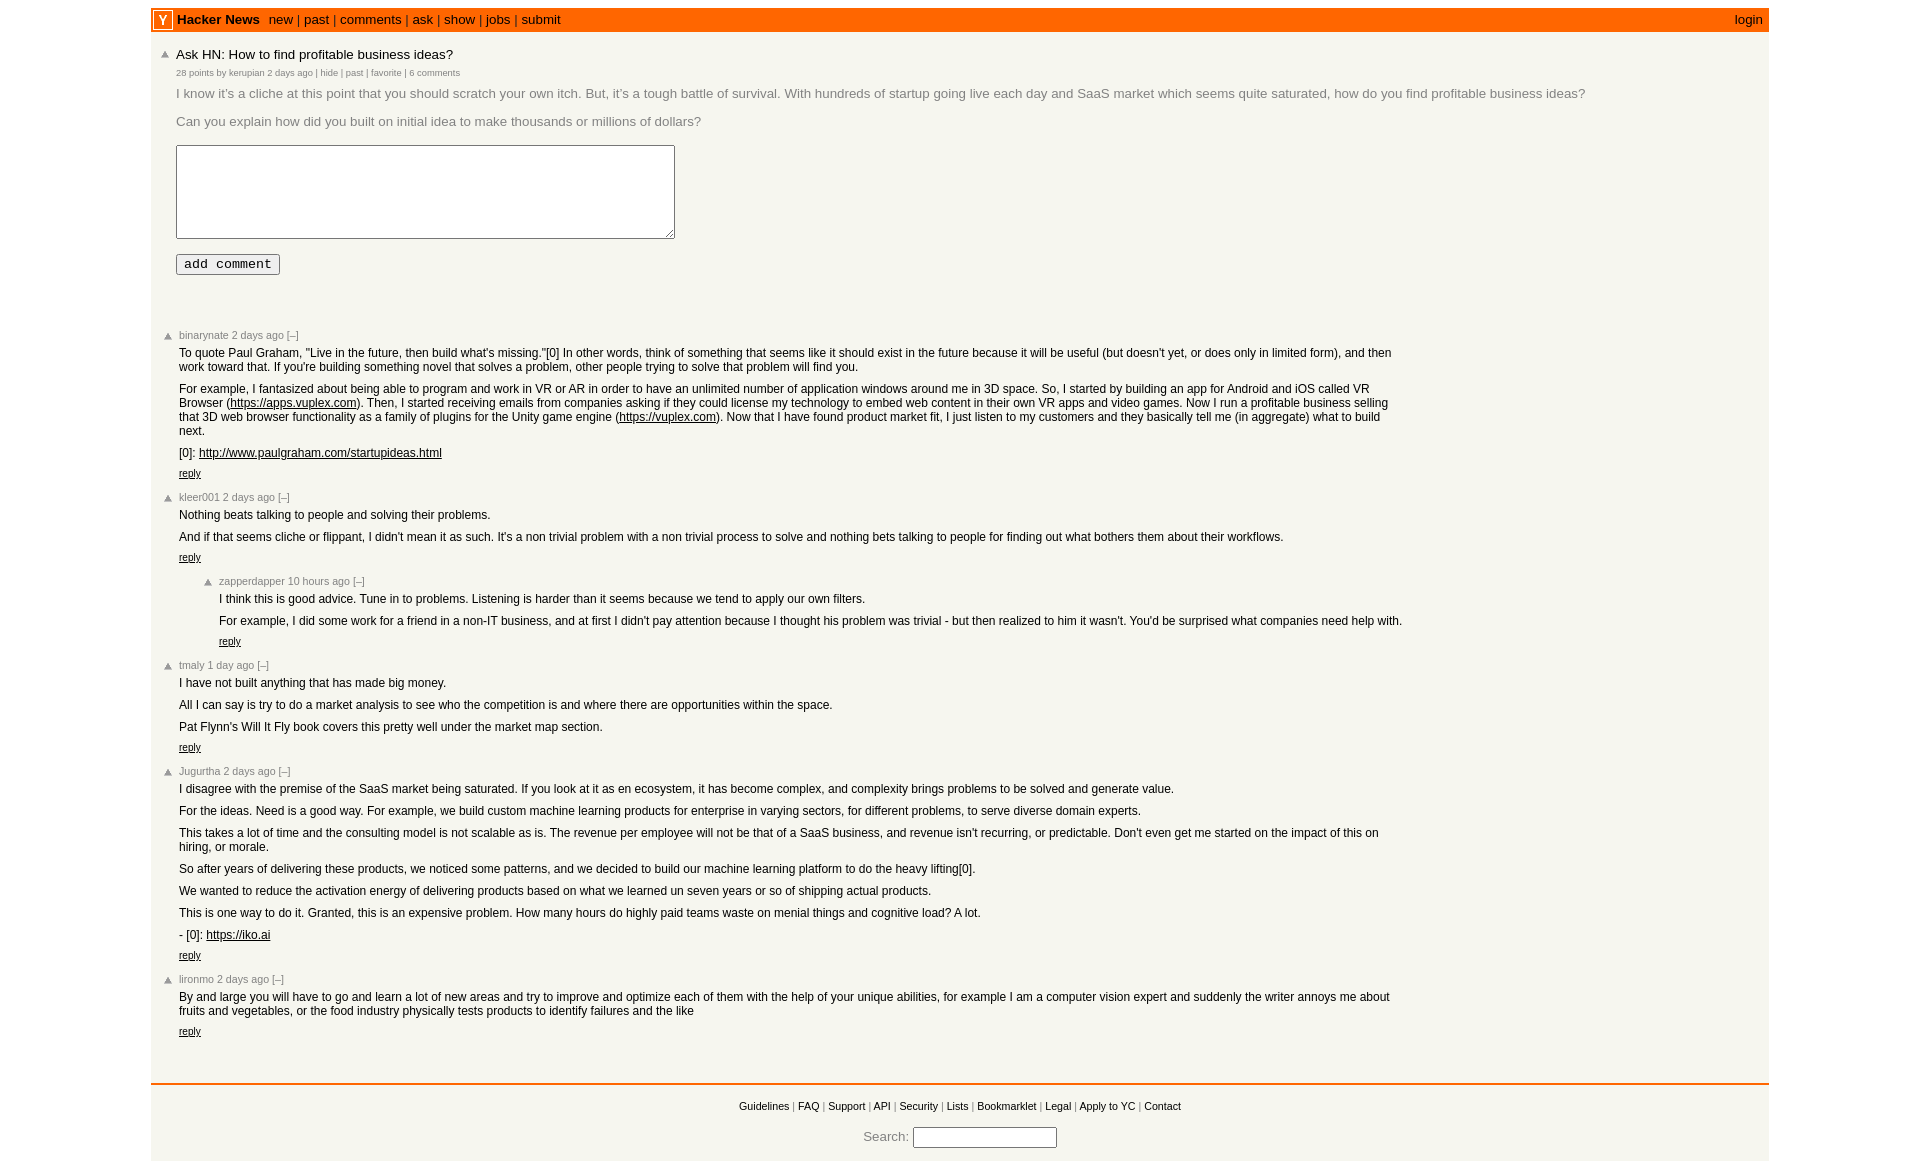 Y Hacker News new | past | comments | ask | show | jobs | submit login
Ask HN: How to find profitable business ideas?
28 points by kerupian 2 days ago | hide | past | favorite | 6 comments
I know it's a cliche at this point that you should scratch your own itch. But, it's a tough battle of survival. With hundreds of startup going live each day and SaaS market which seems quite saturated, how do you find profitable business ideas?
Can you explain how did you built on initial idea to make thousands or millions of dollars?
add comment
binarynate 2 days ago [–]
To quote Paul Graham, "Live in the future, then build what's missing."[0] In other words, think of something that seems like it should exist in the future because it will be useful (but doesn't yet, or does only in limited form), and then
work toward that. If you're building something novel that solves a problem, other people trying to solve that problem will find you.
For example, I fantasized about being able to program and work in VR or AR in order to have an unlimited number of application windows around me in 3D space. So, I started by building an app for Android and iOS called VR
Browser (https://apps.vuplex.com). Then, I started receiving emails from companies asking if they could license my technology to embed web content in their own VR apps and video games. Now I run a profitable business selling
that 3D web browser functionality as a family of plugins for the Unity game engine (https://vuplex.com). Now that I have found product market fit, I just listen to my customers and they basically tell me (in aggregate) what to build
next.
[0]: http://www.paulgraham.com/startupideas.html
reply
kleer001 2 days ago [–]
Nothing beats talking to people and solving their problems.
And if that seems cliche or flippant, I didn't mean it as such. It's a non trivial problem with a non trivial process to solve and nothing bets talking to people for finding out what bothers them about their workflows.
reply
zapperdapper 10 hours ago [–]
I think this is good advice. Tune in to problems. Listening is harder than it seems because we tend to apply our own filters.
For example, I did some work for a friend in a non-IT business, and at first I didn't pay attention because I thought his problem was trivial - but then realized to him it wasn't. You'd be surprised what companies need help with.
reply
tmaly 1 day ago [–]
I have not built anything that has made big money.
All I can say is try to do a market analysis to see who the competition is and where there are opportunities within the space.
Pat Flynn's Will It Fly book covers this pretty well under the market map section.
reply
Jugurtha 2 days ago [–]
I disagree with the premise of the SaaS market being saturated. If you look at it as en ecosystem, it has become complex, and complexity brings problems to be solved and generate value.
For the ideas. Need is a good way. For example, we build custom machine learning products for enterprise in varying sectors, for different problems, to serve diverse domain experts.
This takes a lot of time and the consulting model is not scalable as is. The revenue per employee will not be that of a SaaS business, and revenue isn't recurring, or predictable. Don't even get me started on the impact of this on
hiring, or morale.
So after years of delivering these products, we noticed some patterns, and we decided to build our machine learning platform to do the heavy lifting[0].
We wanted to reduce the activation energy of delivering products based on what we learned un seven years or so of shipping actual products.
This is one way to do it. Granted, this is an expensive problem. How many hours do highly paid teams waste on menial things and cognitive load? A lot.
- [0]: https://iko.ai
reply
lironmo 2 days ago [–]
By and large you will have to go and learn a lot of new areas and try to improve and optimize each of them with the help of your unique abilities, for example I am a computer vision expert and suddenly the writer annoys me about
fruits and vegetables, or the food industry physically tests products to identify failures and the like
reply
Guidelines | FAQ | Support | API | Security | Lists | Bookmarklet | Legal | Apply to YC | Contact
Search: